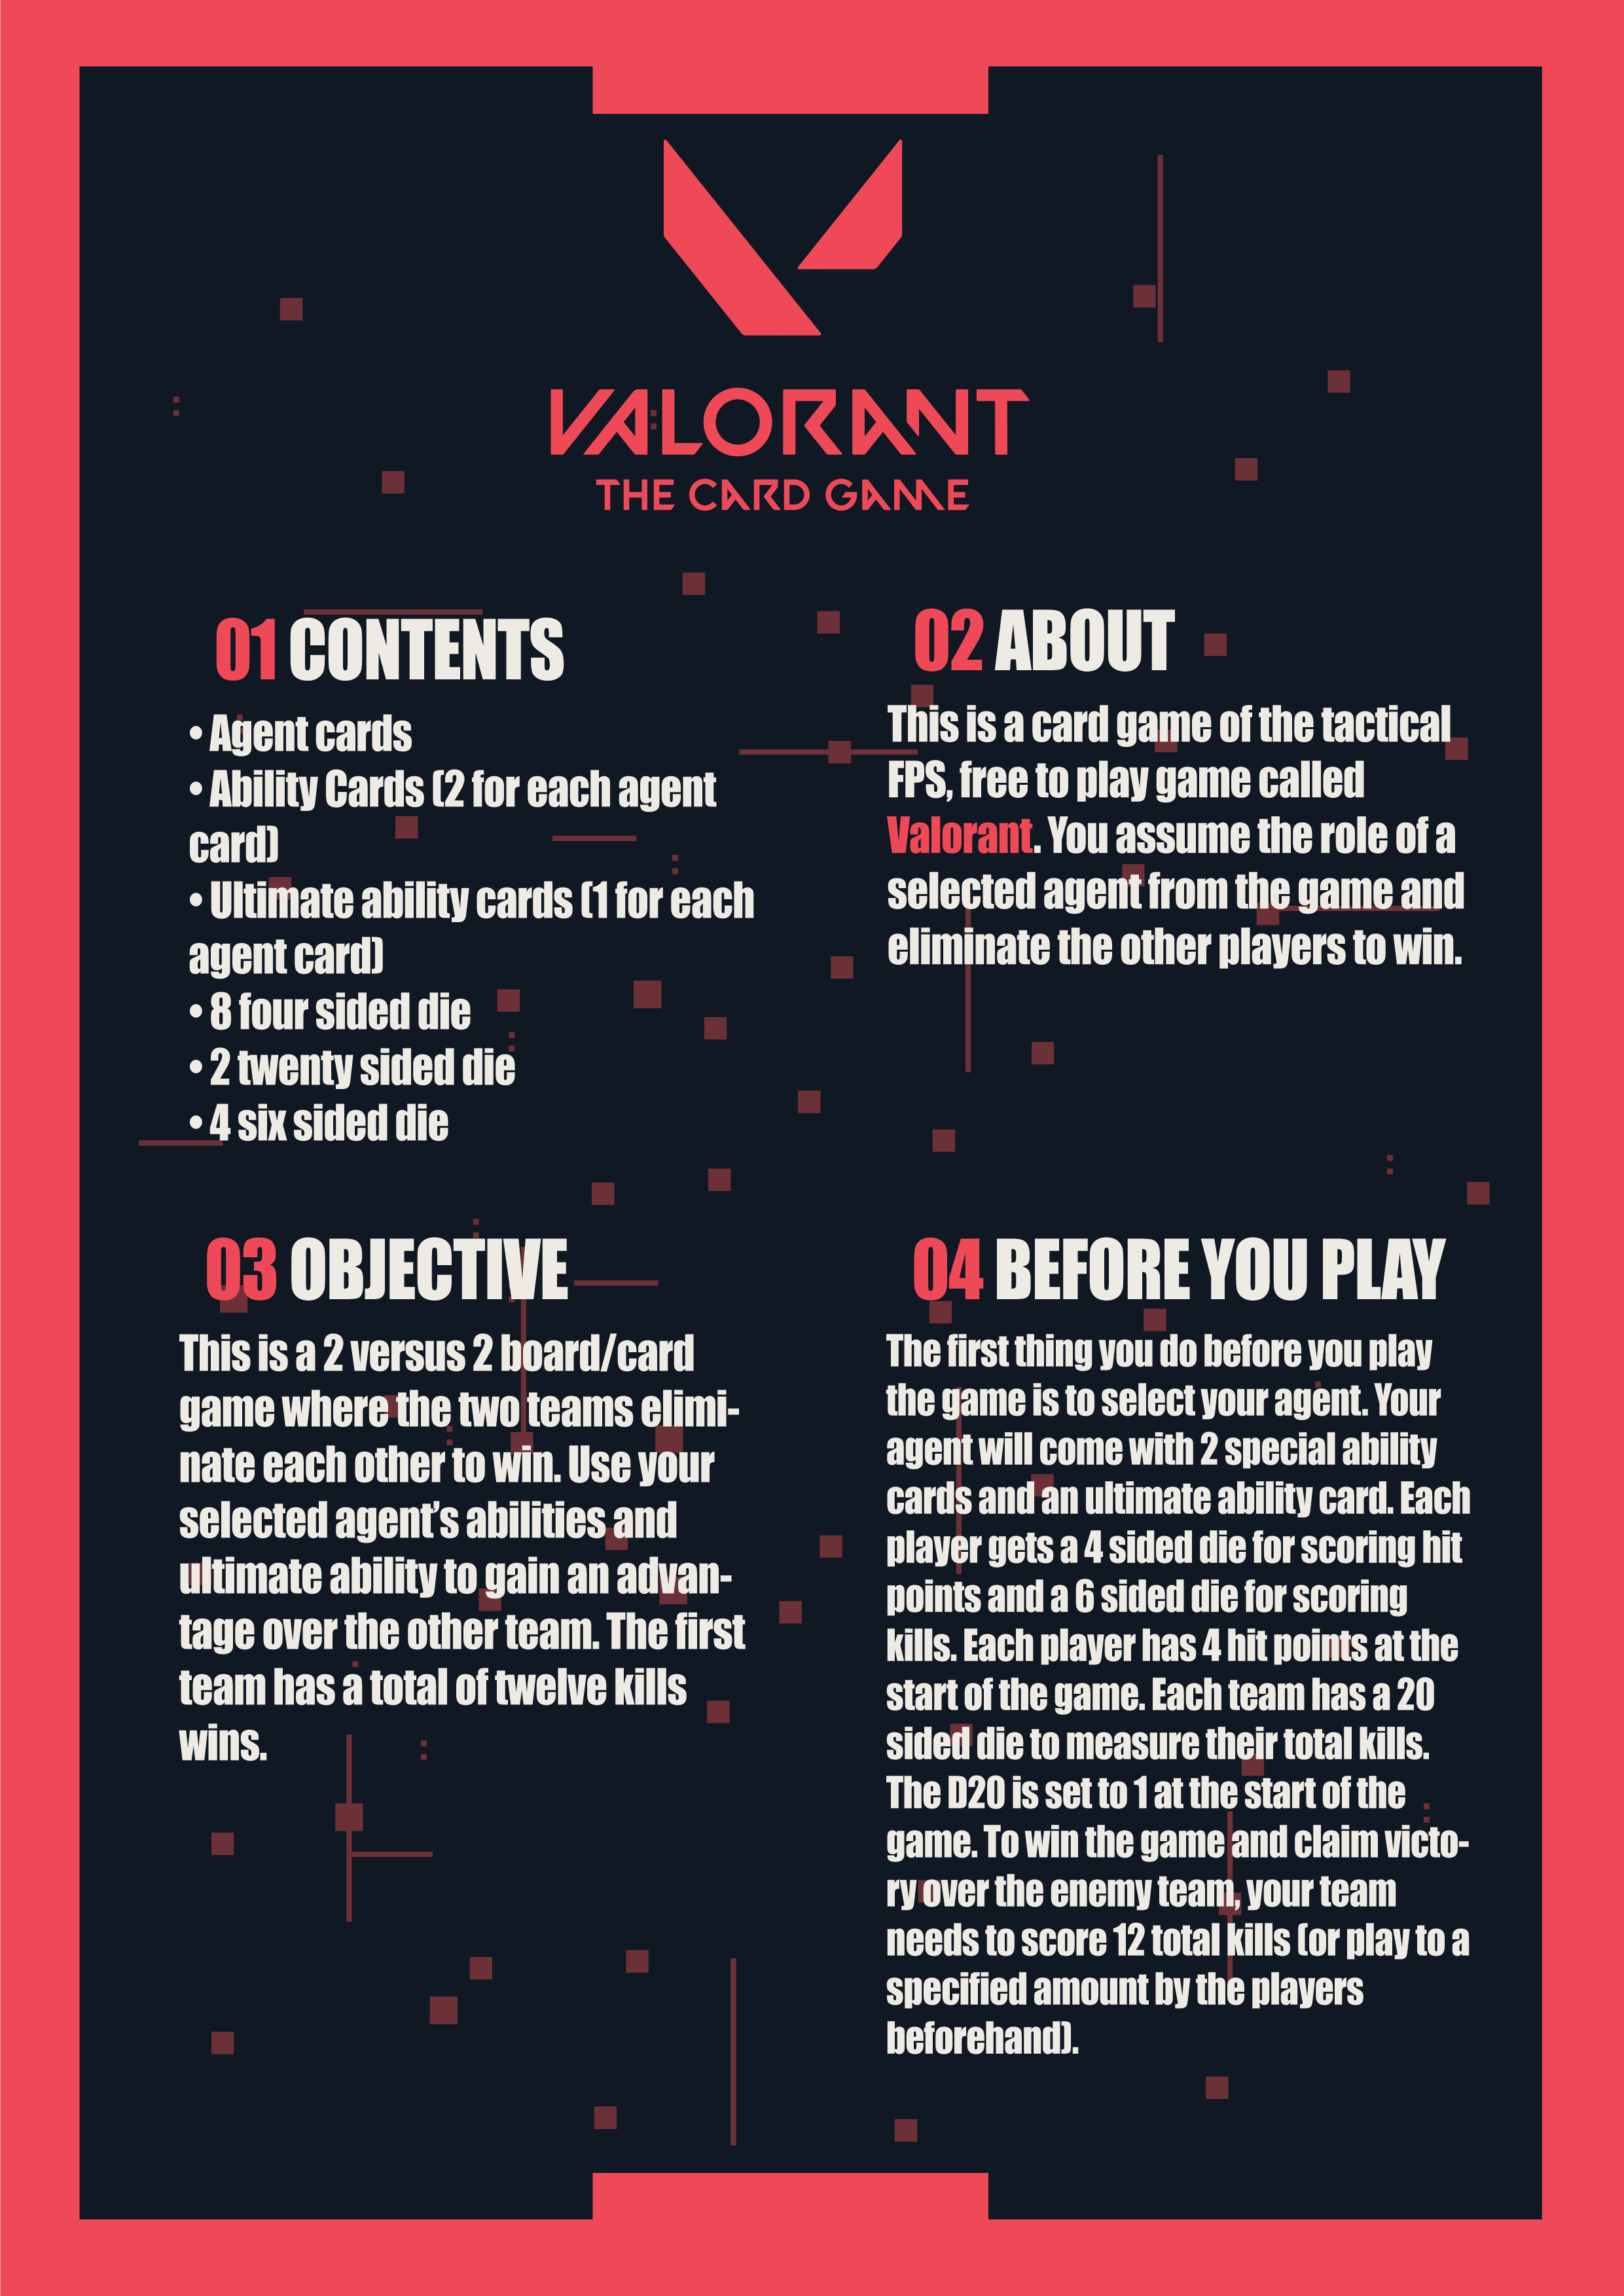 VALORANT
THE CARD GAME
01 CONTENTS
• Agent cards
• Ability Cards (2 for each agent
card)
• Ultimate ability cards (1 for each
agent card)
• 8 four sided die
• 2 twenty sided die
• 4 six sided die
02 ABOUT
This is a card game of the tactical
FPS, free to play game called
Valorant. You assume the role of a
selected agent from the game and
eliminate the other players to win.
03 OBJECTIVE
This is a 2 versus 2 board/card
game where the two teams elimi-
nate each other to win. Use your
selected agent’s abilities and
ultimate ability to gain an advan-
tage over the other team. The first
team has a total of twelve kills
wins.
04 BEFORE YOU PLAY
The first thing you do before you play
the game is to select your agent. Your
agent will come with 2 special ability
cards and an ultimate ability card. Each
player gets a 4 sided die for scoring hit
points and a 6 sided die for scoring
kills. Each player has 4 hit points at the
start of the game. Each team has a 20
sided die to measure their total kills.
The D20 is set to 1 at the start of the
game. To win the game and claim victo-
ry over the enemy team, your team
needs to score 12 total kills (or play to a
specified amount by the players
beforehand).